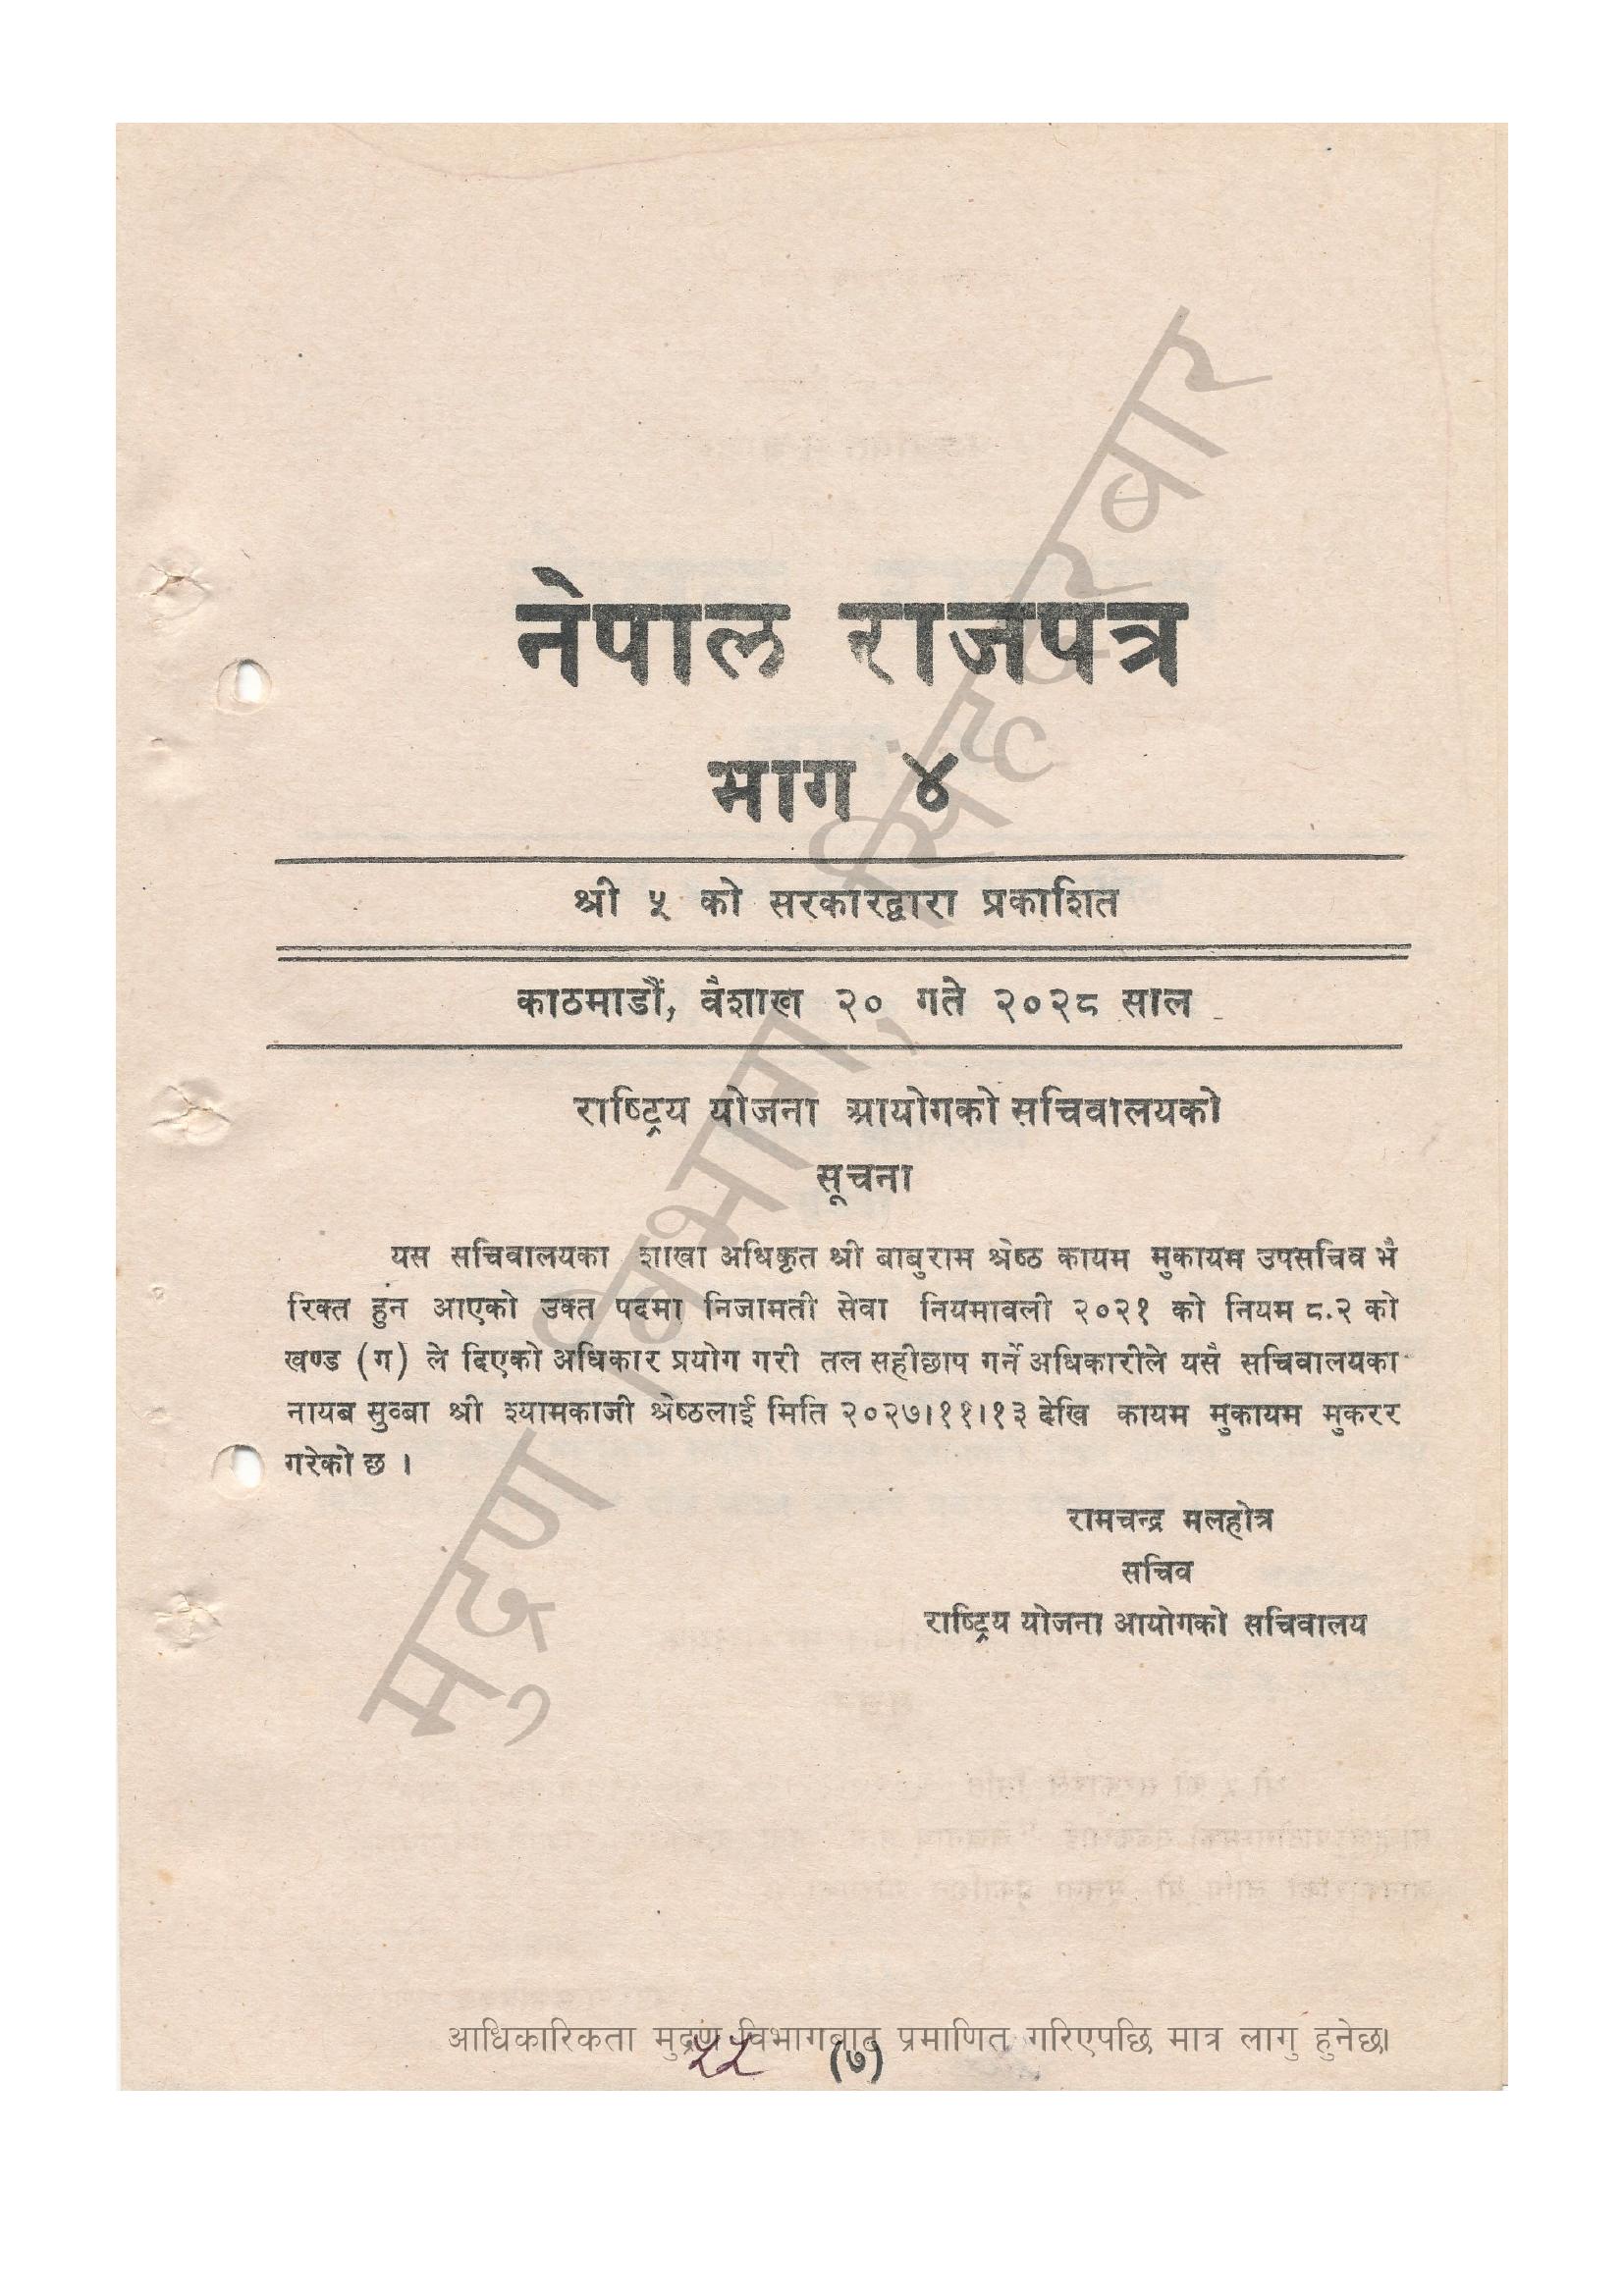 नेपाल राजपत्र
भाग ४
श्री ५ को सरकारद्वारा प्रकाशित
काठमाडौं, वैशाख २० गते २०२८ साल
राष्ट्रिय योजना आयोगको सचिवालयको
सूचना
यस सचिवालयका शाखा अधिकृत श्री बाबुराम श्रेष्ठ कायम मुकायम उपसचिव भै
रिक्त हुन आएको उक्त पदमा निजामती सेवा नियमावली २०२१ को नियम ८.२ को
खण्ड (ग) ले दिएको अधिकार प्रयोग गरी तल सहीछाप गर्ने अधिकारीले यसै सचिवालयका
नायब सुब्बा श्री श्यामकाजी श्रेष्ठलाई मिति २०२७।११।१३ देखि कायम मुकायम मुकरर
गरेको छ ।
रामचन्द्र मलहोत्र
सचिव
राष्ट्रिय योजना आयोगको सचिवालय
मुद्रण विभाग, सिंहदरबार
आधिकारिकता मुद्रण विभागबाट प्रमाणित गरिएपछि मात्र लागु हुनेछ।
(७)